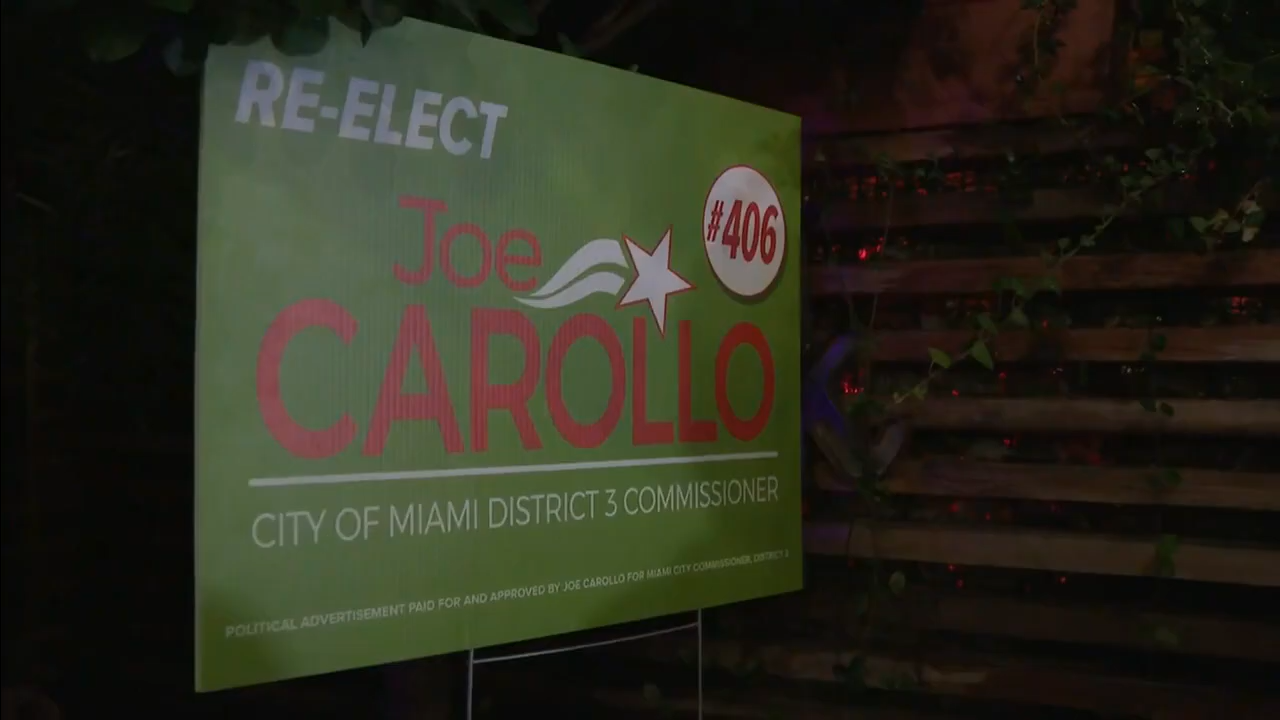 RE-ELECT
#406
Joe
CAROLLO
CITY OF MIAMI DISTRICT 3 COMMISSIONER
POLITICAL ADVERTISEMENT PAID FOR AND APPROVED BY JOE CAROLLO FOR MIAMI CITY COMMISSIONER, DISTRICT 3